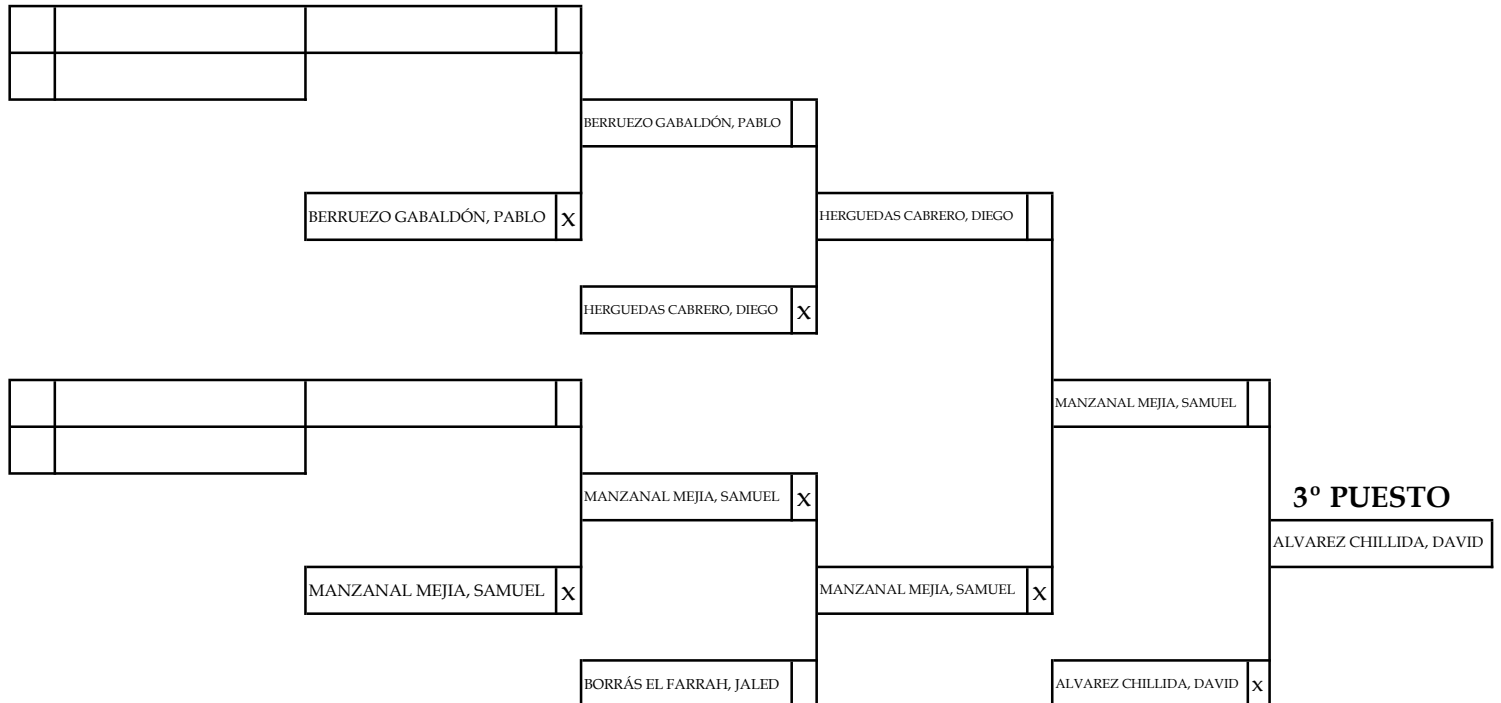 BERRUEZO GABALDÓN, PABLO
BERRUEZO GABALDÓN, PABLO x
HERGUEDAS CABRERO, DIEGO
HERGUEDAS CABRERO, DIEGO x
MANZANAL MEJIA, SAMUEL
MANZANAL MEJIA, SAMUEL x
3º PUESTO
ALVAREZ CHILLIDA, DAVID
MANZANAL MEJIA, SAMUEL x
MANZANAL MEJIA, SAMUEL x
BORRÁS EL FARRAH, JALED
ALVAREZ CHILLIDA, DAVID x